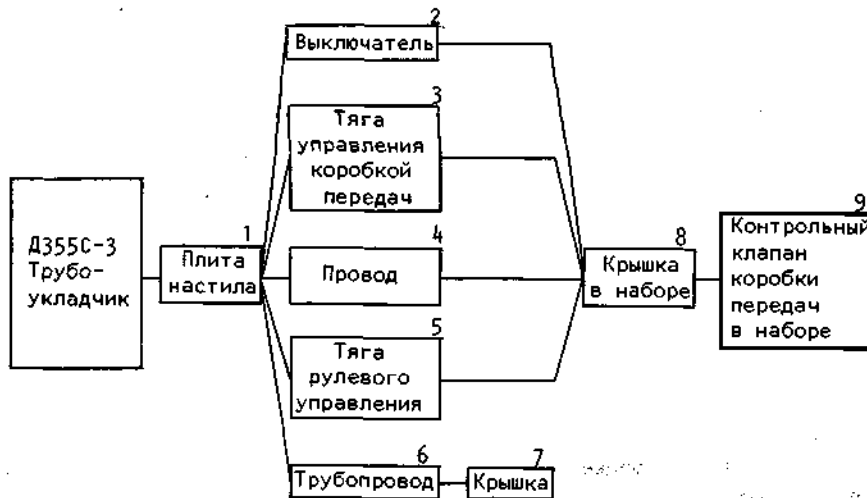 Д355С-3
Трубо-
укладчик
1
Плита
настила
2
Выключатель
3
Тяга
управления
коробкой
передач
4
Провод
5
Тяга
рулевого
управления
6
Трубопровод
7
Крышка
8
Крышка
в наборе
9
Контрольный
клапан
коробки
передач
в наборе